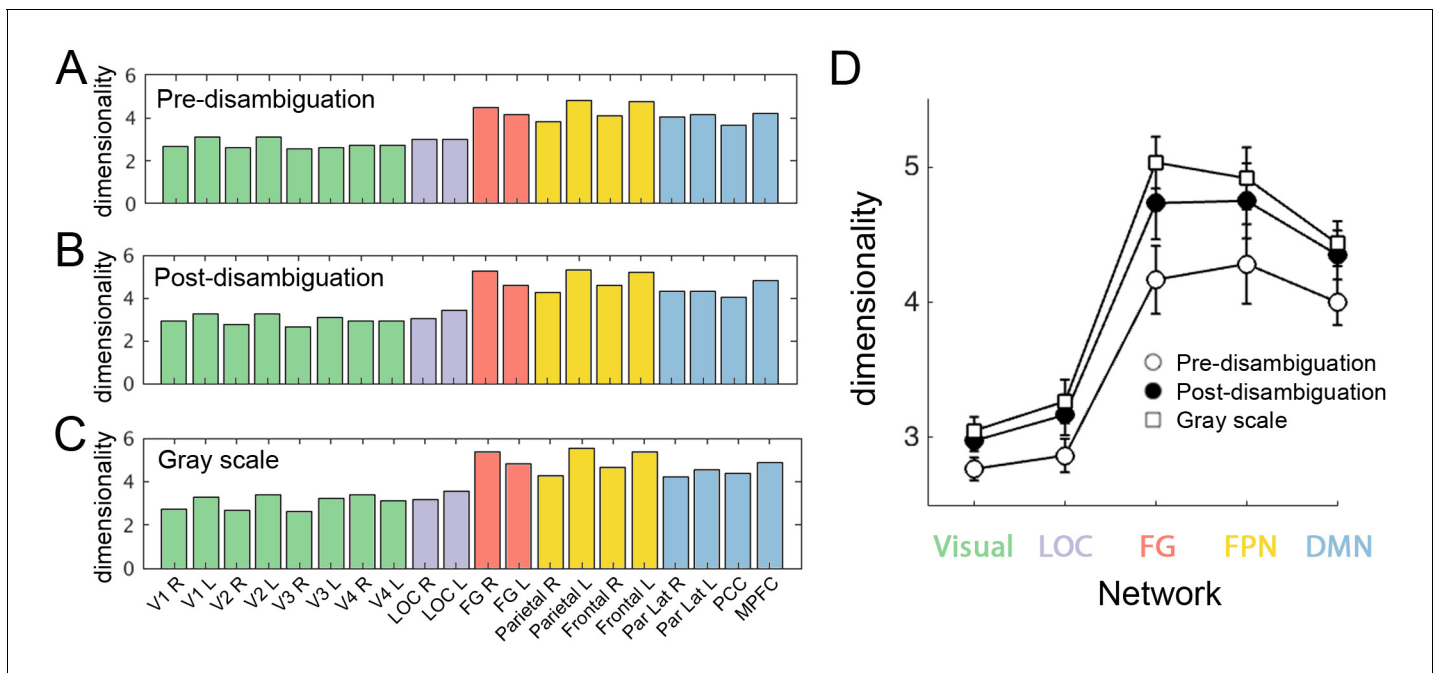 A
dimensionality
6
4
2
0
Pre-disambiguation
B
dimensionality
6
4
2
0
Post-disambiguation
C
dimensionality
6
4
2
0
Gray scale
V1 R
V1 L
V2 R
V2 L
V3 R
V3 L
V4 R
V4 L
LOC R
LOC L
FG R
FG L
Parietal R
Parietal L
Frontal R
Frontal L
Par Lat R
Par Lat L
PCC
MPFC
D
dimensionality
5
4
3
Pre-disambiguation
Post-disambiguation
Gray scale
Visual LOC FG FPN DMN
Network